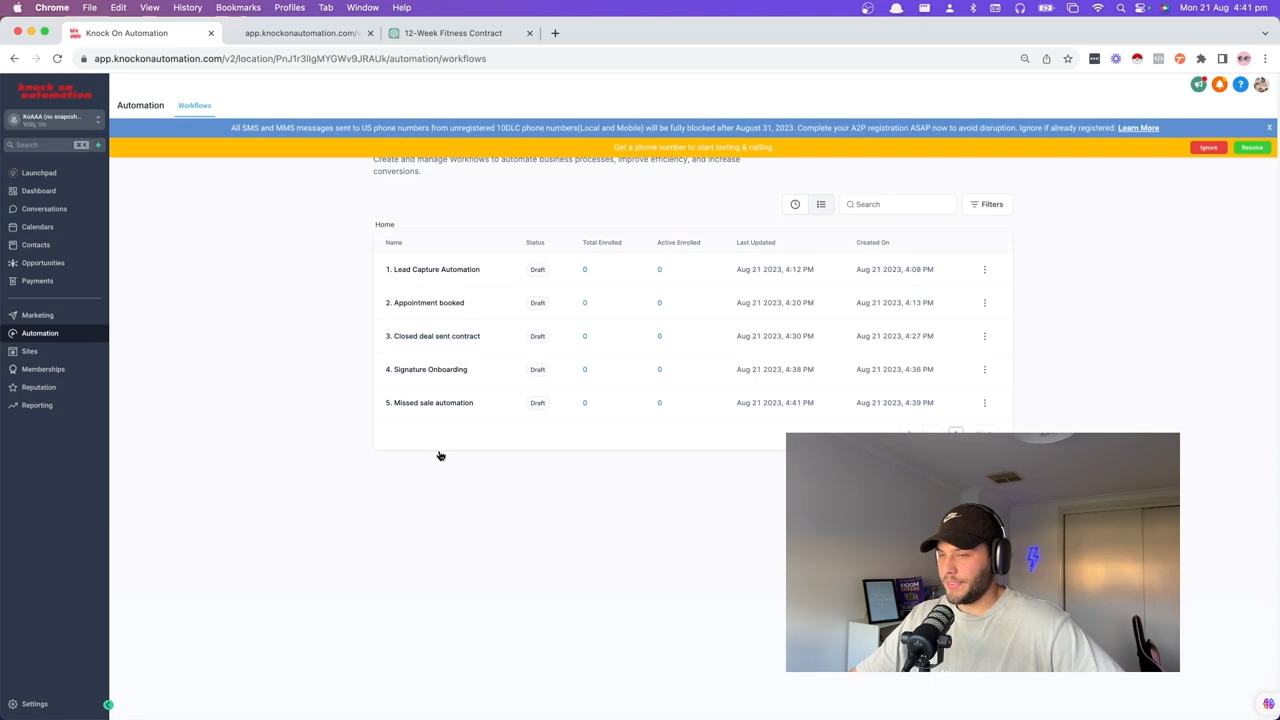 Chrome File Edit View History Bookmarks Profiles Tab Window Help
Knock On Automation
app.knockonautomation.com/
12-Week Fitness Contract
app.knockonautomation.com/v2/location/PnJ1r3lIgMYGWv9JRAUk/automation/workflows
knock on automation
KoAAA (no snaposh...
Willy, Vic
Search ⌘K
Launchpad
Dashboard
Conversations
Calendars
Contacts
Opportunities
Payments
Marketing
Automation
Sites
Memberships
Reputation
Reporting
Settings
Automation Workflows
All SMS and MMS messages sent to US phone numbers from unregistered 10DLC phone numbers(Local and Mobile) will be fully blocked after August 31, 2023. Complete your A2P registration ASAP now to avoid disruption. Ignore if already registered. Learn More X
Get a phone number to start texting & calling Ignore Resolve
Create and manage Workflows to automate business processes, improve efficiency, and increase
conversions.
Search Filters
Home
Name Status Total Enrolled Active Enrolled Last Updated Created On
1. Lead Capture Automation Draft 0 0 Aug 21 2023, 4:12 PM Aug 21 2023, 4:08 PM
2. Appointment booked Draft 0 0 Aug 21 2023, 4:20 PM Aug 21 2023, 4:13 PM
3. Closed deal sent contract Draft 0 0 Aug 21 2023, 4:30 PM Aug 21 2023, 4:27 PM
4. Signature Onboarding Draft 0 0 Aug 21 2023, 4:38 PM Aug 21 2023, 4:36 PM
5. Missed sale automation Draft 0 0 Aug 21 2023, 4:41 PM Aug 21 2023, 4:39 PM
$100M
OFFERS